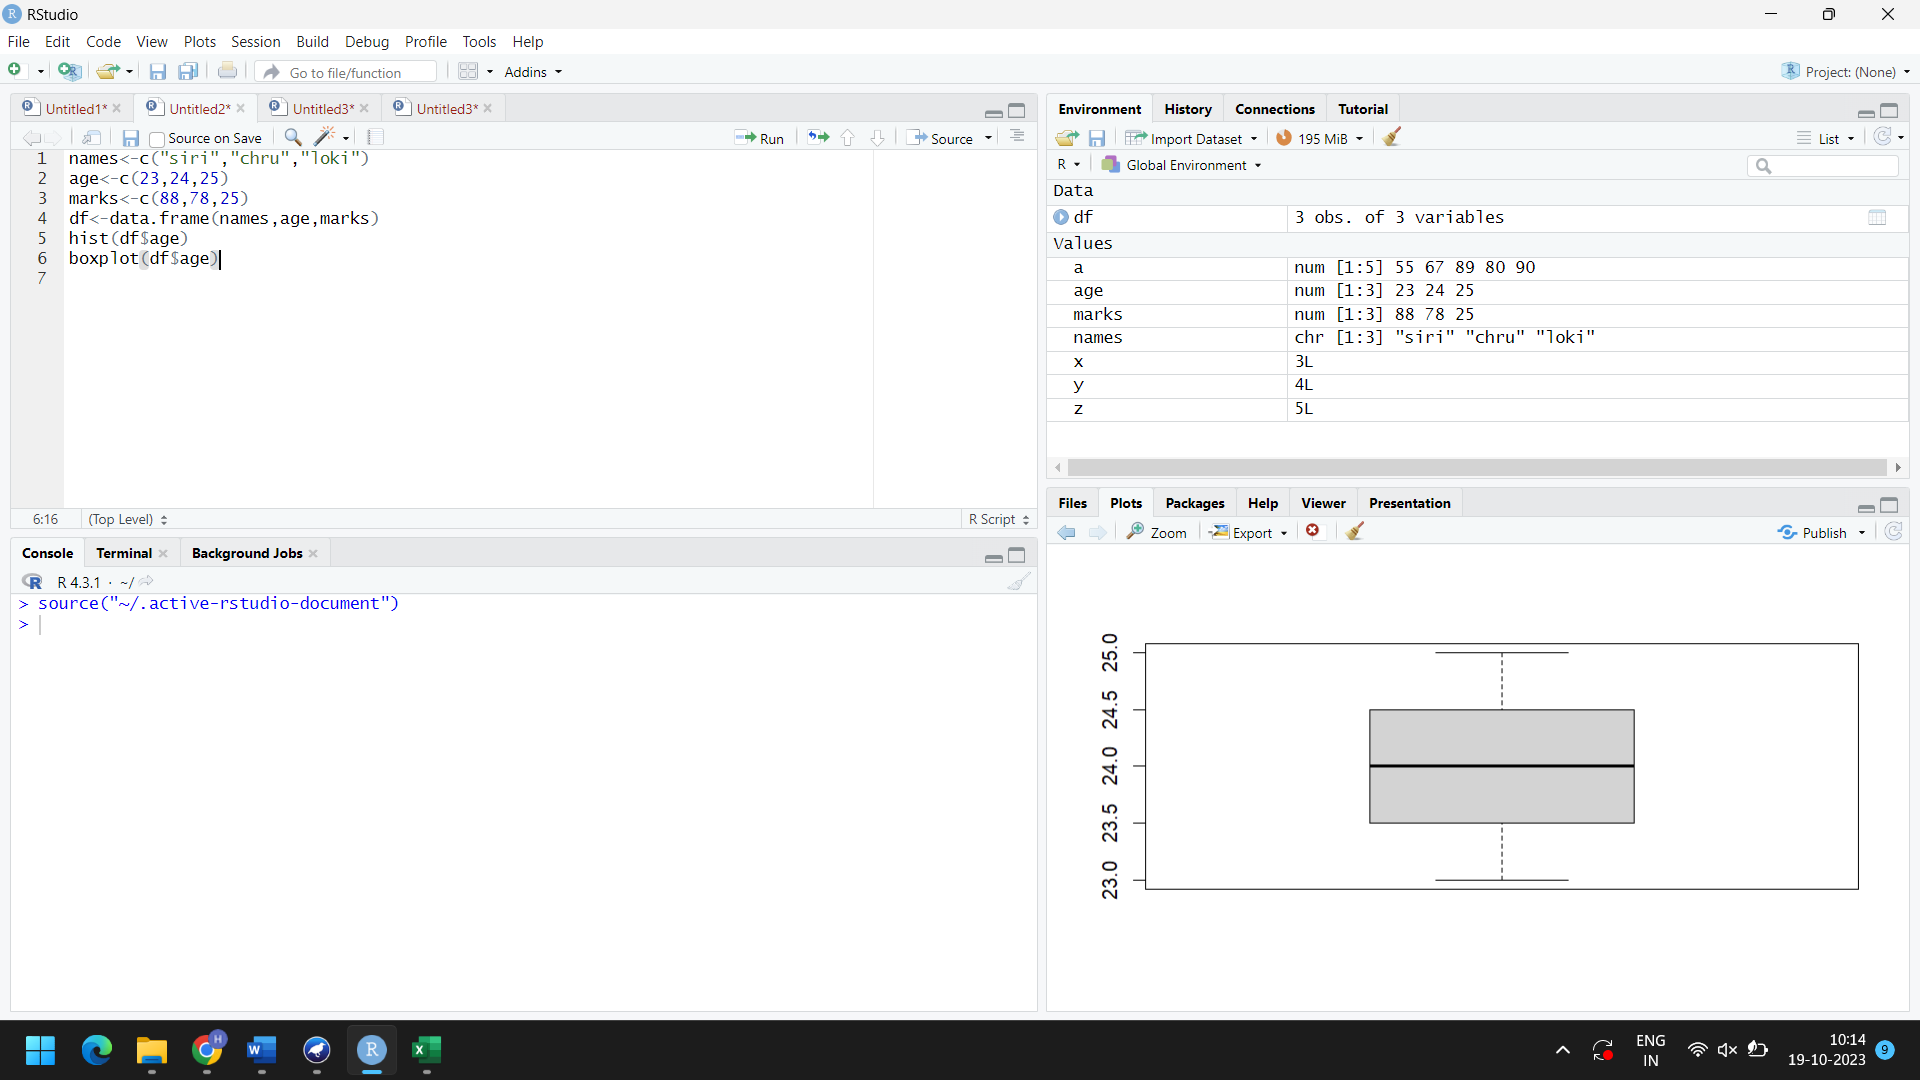 RStudio
File Edit Code View Plots Session Build Debug Profile Tools Help
Go to file/function Addins Project: (None)
Untitled1* Untitled2* Untitled3* Untitled3*
Source on Save Run Source
1 names<-c("siri","chru","loki")
2 age<-c(23,24,25)
3 marks<-c(88,78,25)
4 df<-data.frame(names,age,marks)
5 hist(df$age)
6 boxplot(df$age)
7
6:16 (Top Level) R Script
Console Terminal Background Jobs
R 4.3.1 · ~/
> source("~/.active-rstudio-document")
>
Environment History Connections Tutorial
Import Dataset 195 MiB List
R Global Environment
Data
df 3 obs. of 3 variables
Values
a num [1:5] 55 67 89 80 90
age num [1:3] 23 24 25
marks num [1:3] 88 78 25
names chr [1:3] "siri" "chru" "loki"
x 3L
y 4L
z 5L
Files Plots Packages Help Viewer Presentation
Zoom Export Publish
25.0
24.5
24.0
23.5
23.0
H W R X
ENG
IN
10:14
19-10-2023
9